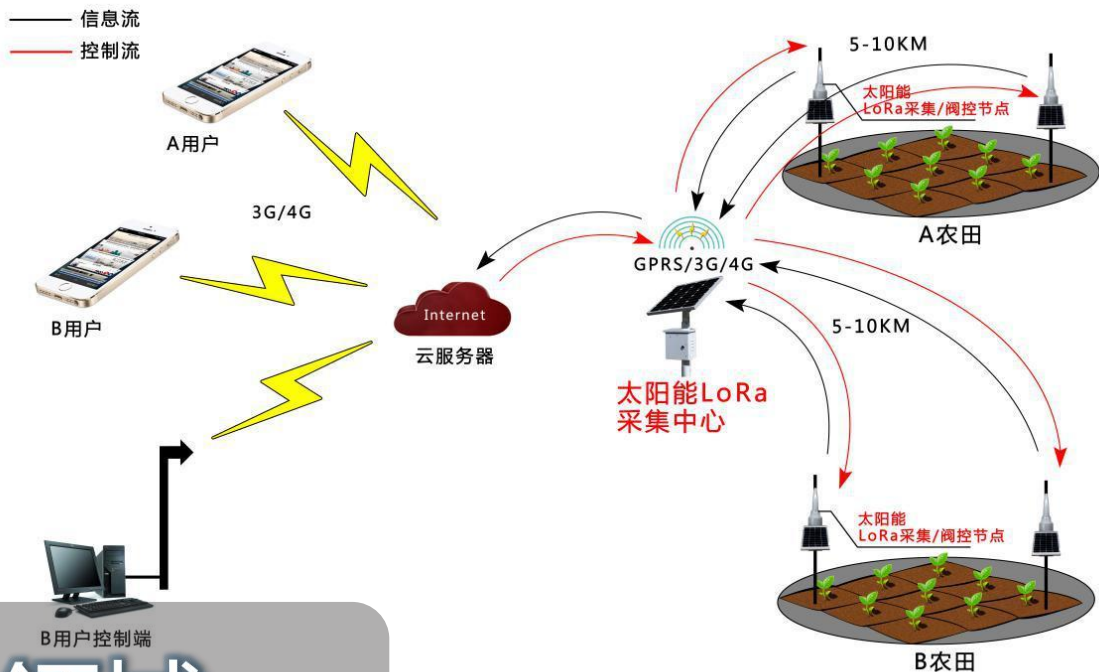 信息流
控制流
A用户
3G/4G
B用户
Internet
云服务器
B用户控制端
GPRS/3G/4G
太阳能LoRa
采集中心
5-10KM
太阳能
LoRa采集/阀控节点
A农田
5-10KM
太阳能
LoRa采集/阀控节点
B农田